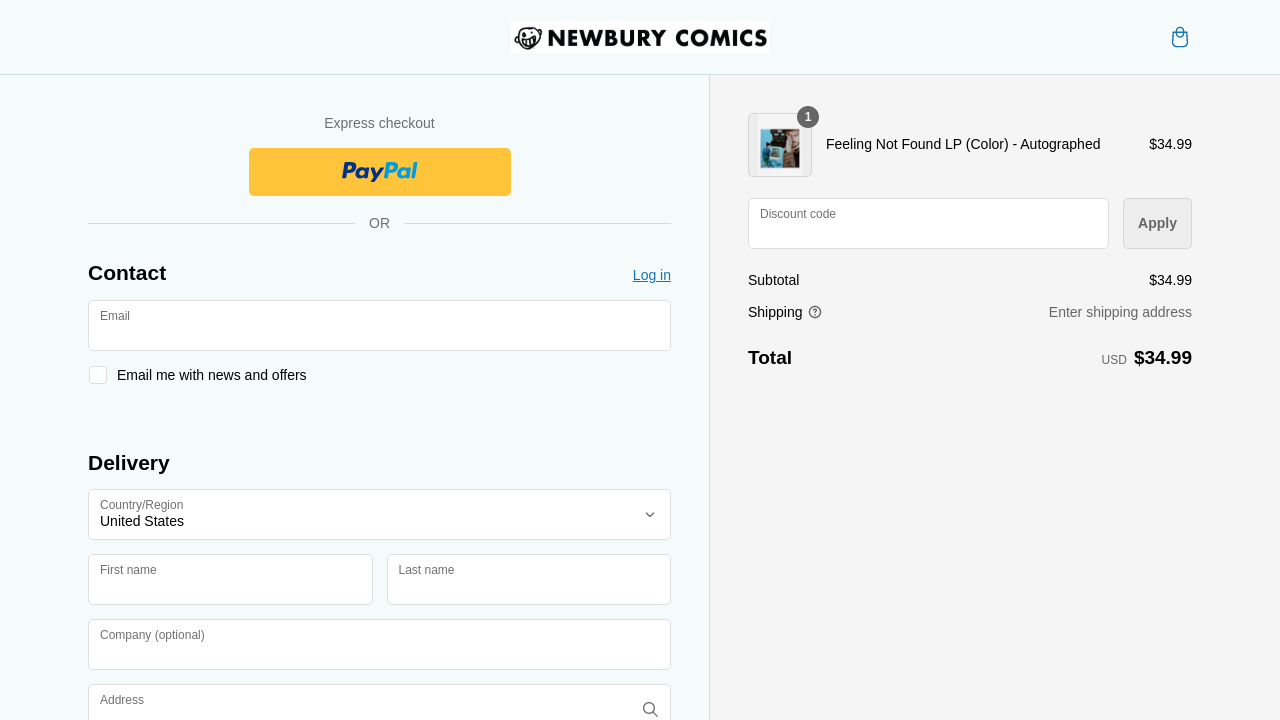 NEWBURY COMICS
Express checkout
PayPal
OR
Contact
Log in
Email
Email me with news and offers
Delivery
Country/Region
United States
First name
Last name
Company (optional)
Address
1
Feeling Not Found LP (Color) - Autographed
$34.99
Discount code
Apply
Subtotal
$34.99
Shipping
Enter shipping address
Total
USD $34.99